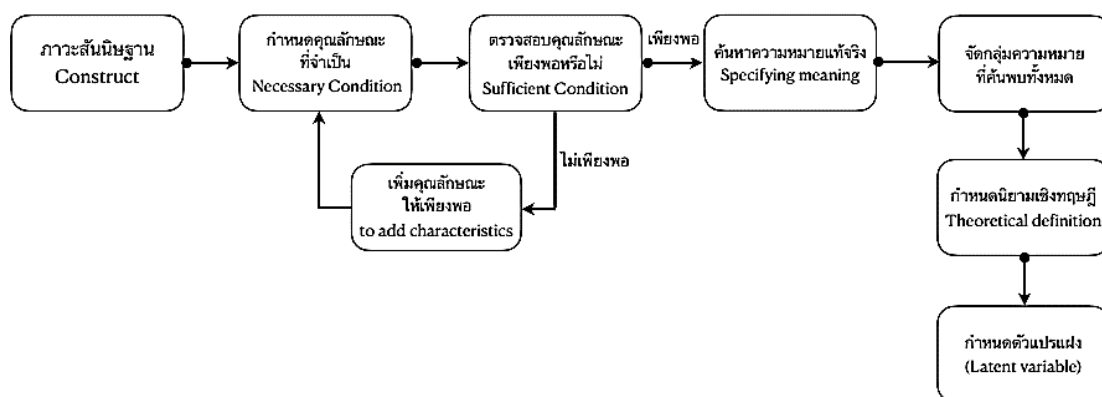 ภาวะสันนิษฐาน
Construct
กำหนดคุณลักษณะ
ที่จำเป็น
Necessary Condition
ตรวจสอบคุณลักษณะ
เพียงพอหรือไม่
Sufficient Condition
เพียงพอ
ค้นหาความหมายแท้จริง
Specifying meaning
จัดกลุ่มความหมาย
ที่ค้นพบทั้งหมด
ไม่เพียงพอ
เพิ่มคุณลักษณะ
ให้เพียงพอ
to add characteristics
กำหนดนิยามเชิงทฤษฎี
Theoretical definition
กำหนดตัวแปรแฝง
(Latent variable)